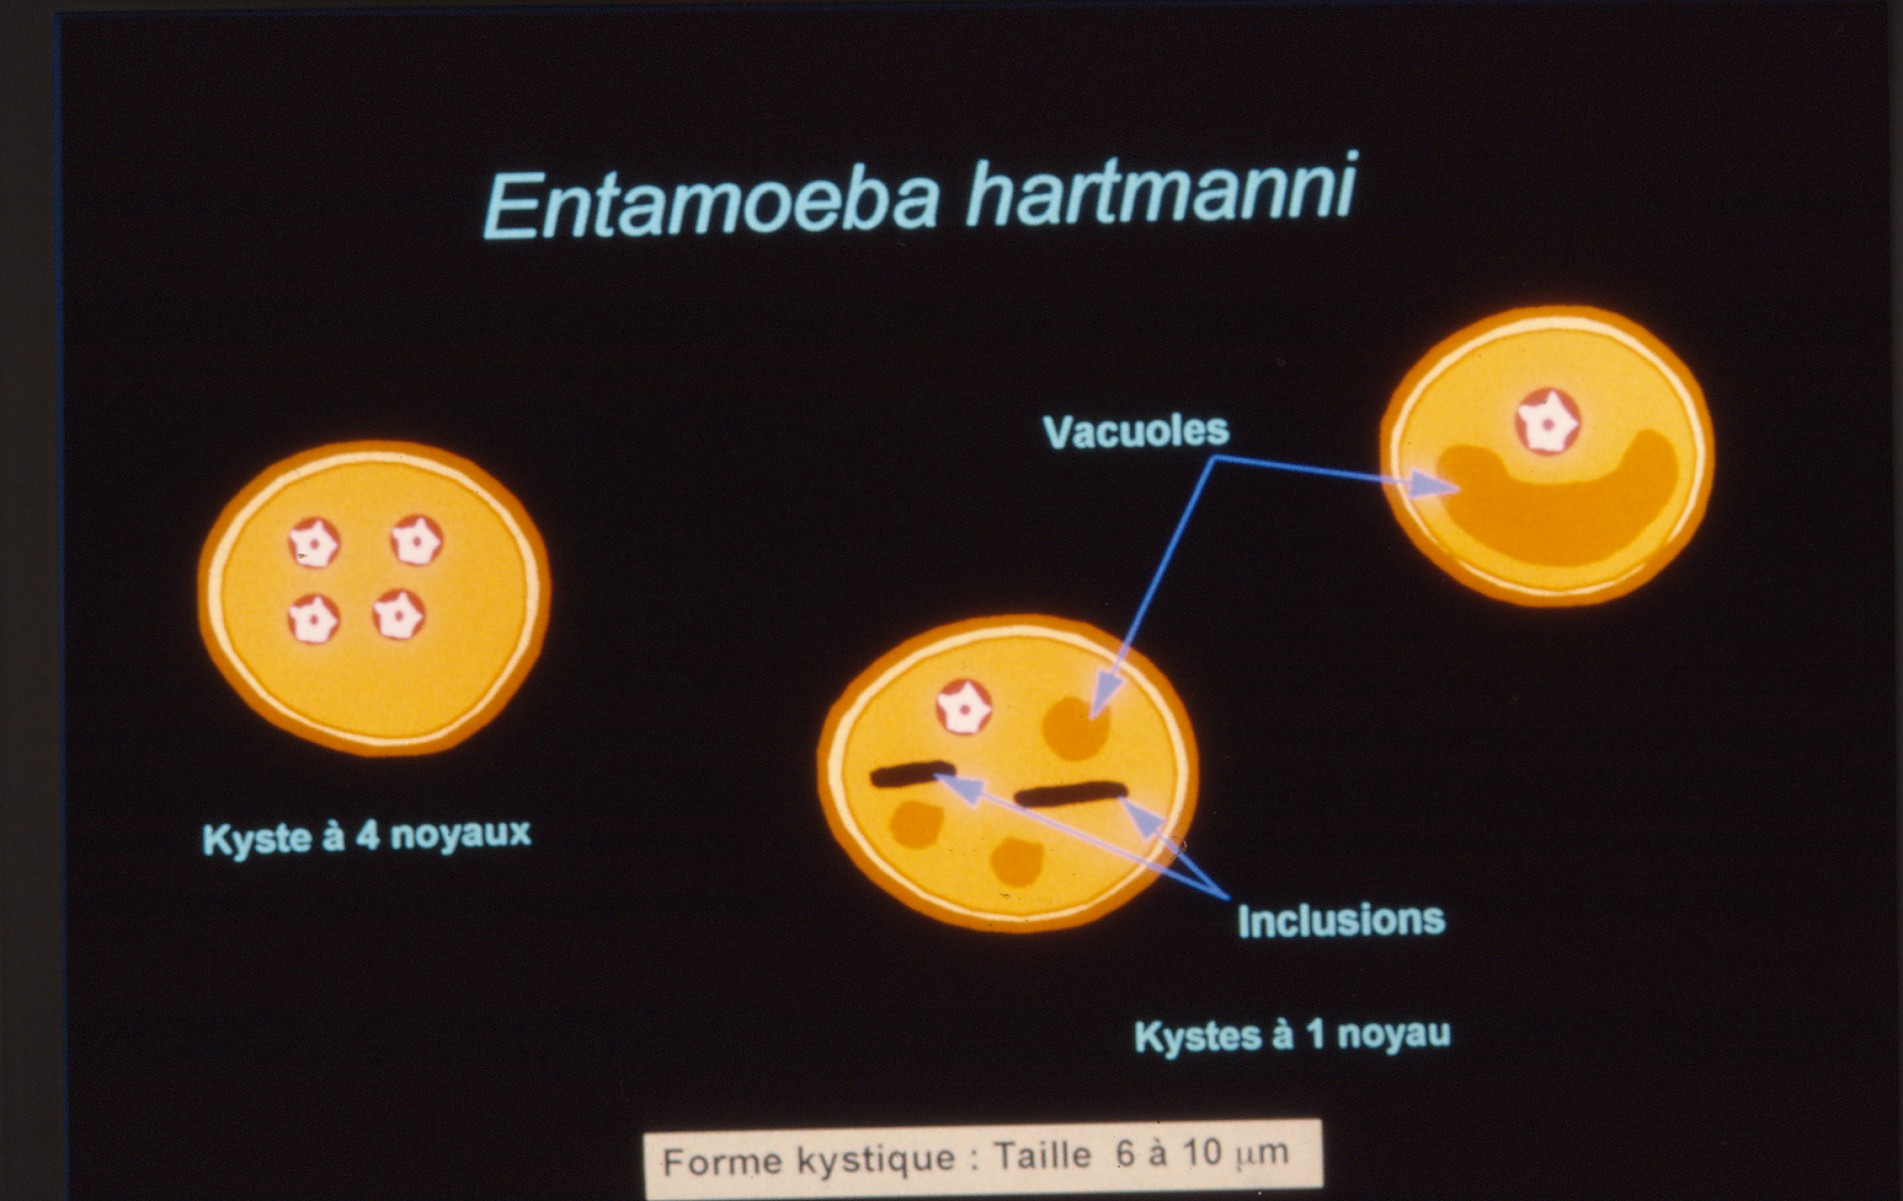 Entamoeba hartmanni
Vacuoles
Kyste à 4 noyaux
Inclusions
Kystes à 1 noyau
Forme kystique : Taille 6 à 10 µm